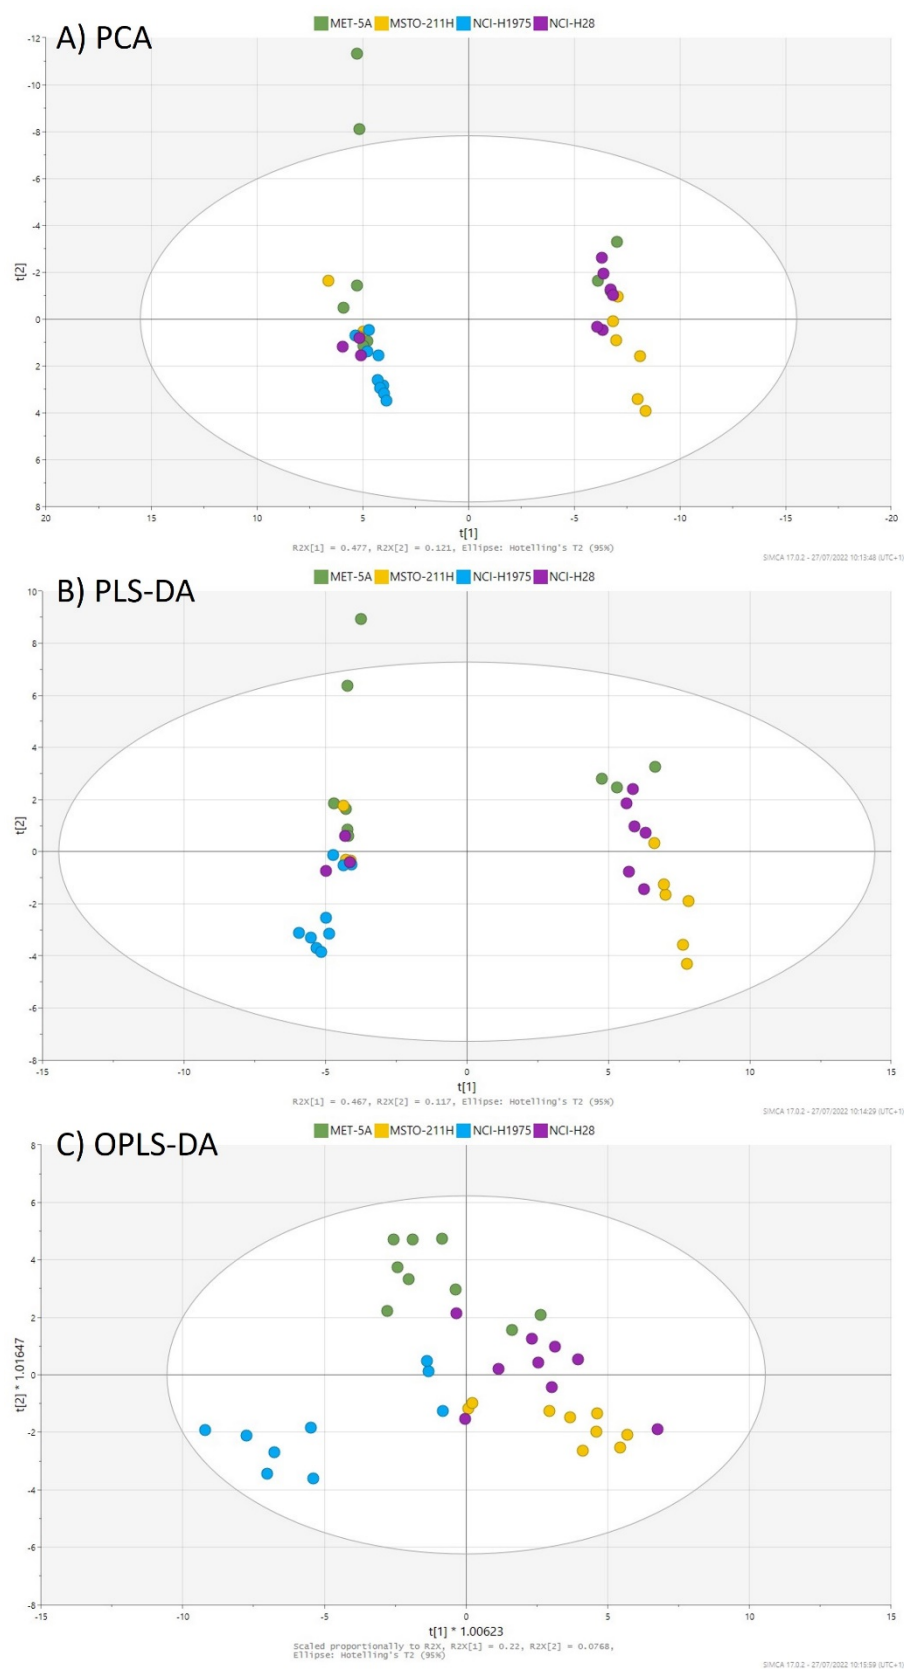 MET-5A MSTO-211H NCI-H1975 NCI-H28
A) PCA
-12
-10
-8
-6
-4
-2
0
2
4
6
8
t[2]
20 15 10 5 0 -5 -10 -15 -20
t[1]
R2X[1] = 0.477, R2X[2] = 0.121, Ellipse: Hotelling's T2 (95%)
SIMCA 17.0.2 - 27/07/2022 10:13:48 (UTC+1)
MET-5A MSTO-211H NCI-H1975 NCI-H28
B) PLS-DA
10
8
6
4
2
0
-2
-4
-6
-8
t[2]
-15 -10 -5 0 5 10 15
t[1]
R2X[1] = 0.467, R2X[2] = 0.117, Ellipse: Hotelling's T2 (95%)
SIMCA 17.0.2 - 27/07/2022 10:14:29 (UTC+1)
MET-5A MSTO-211H NCI-H1975 NCI-H28
C) OPLS-DA
8
6
4
2
0
-2
-4
-6
-8
t[2] * 1.01647
-15 -10 -5 0 5 10 15
t[1] * 1.00623
Scaled proportionally to R2X, R2X[1] = 0.22, R2X[2] = 0.0768,
Ellipse: Hotelling's T2 (95%)
SIMCA 17.0.2 - 27/07/2022 10:15:59 (UTC+1)